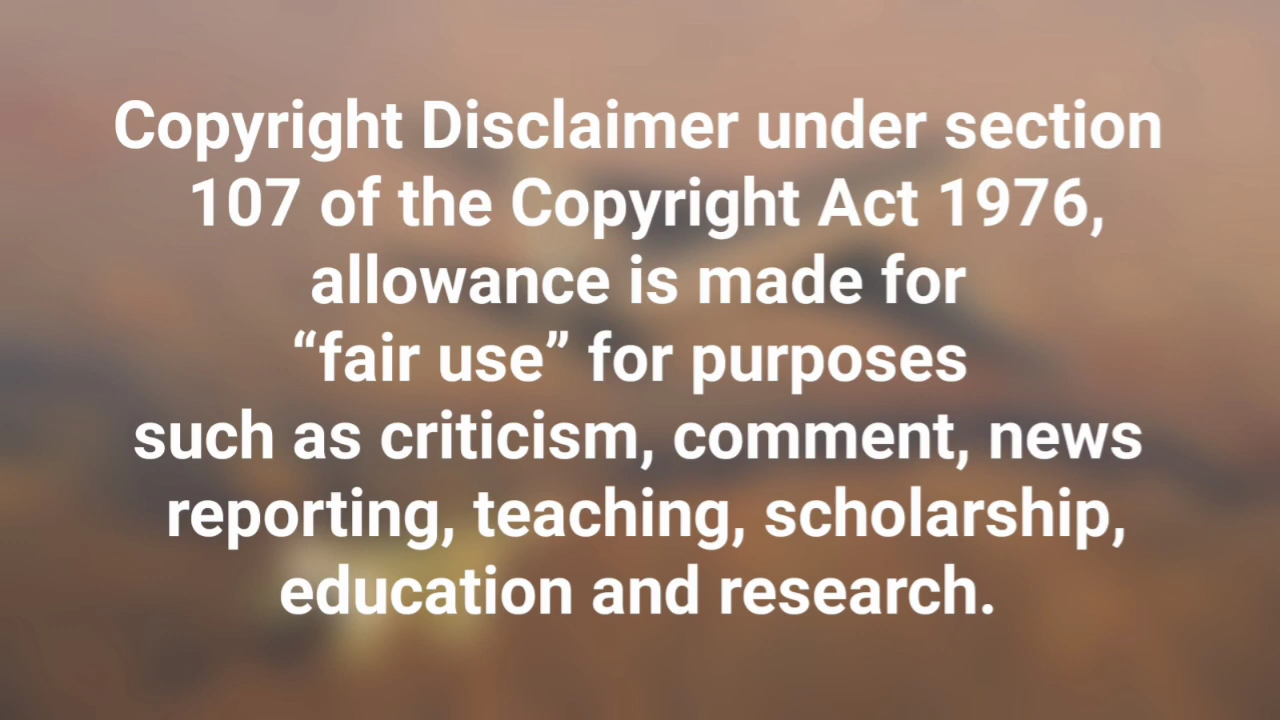 Copyright Disclaimer under section
107 of the Copyright Act 1976,
allowance is made for
“fair use” for purposes
such as criticism, comment, news
reporting, teaching, scholarship,
education and research.